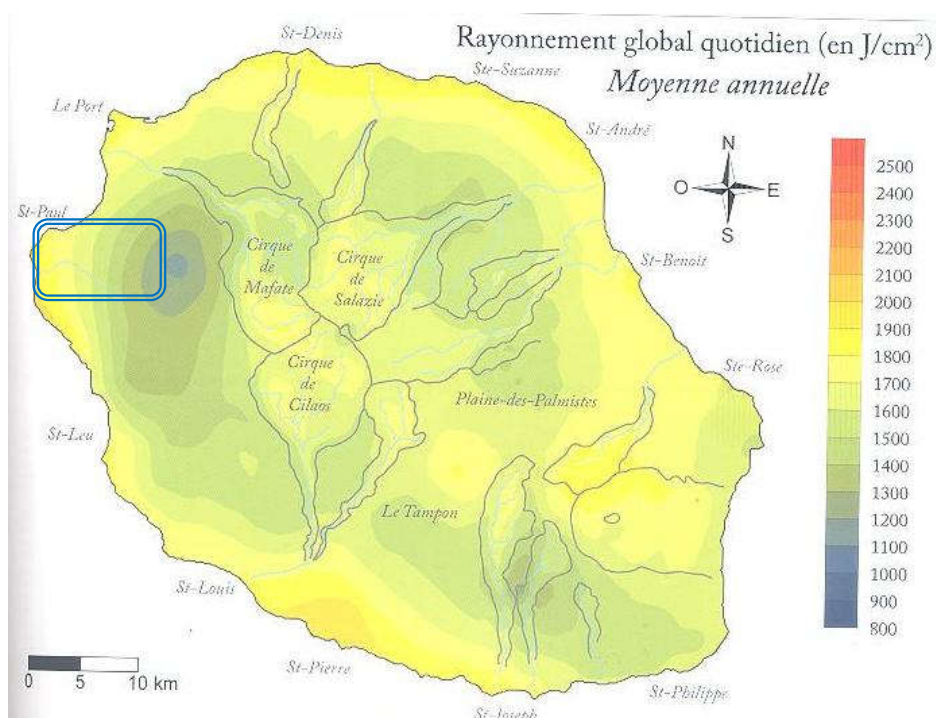 Rayonnement global quotidien (en J/cm²)
Moyenne annuelle
St-Denis
Ste-Suzanne
Le Port
St-André
N
O
E
S
St-Paul
Cirque
de
Mafate
Cirque
de
Salazie
St-Benoit
Cirque
de
Cilaos
Ste-Rose
Plaine-des-Palmistes
St-Leu
Le Tampon
St-Louis
St-Pierre
St-Philippe
St-Joseph
0 5 10 km
2500
2400
2300
2200
2100
2000
1900
1800
1700
1600
1500
1400
1300
1200
1100
1000
900
800